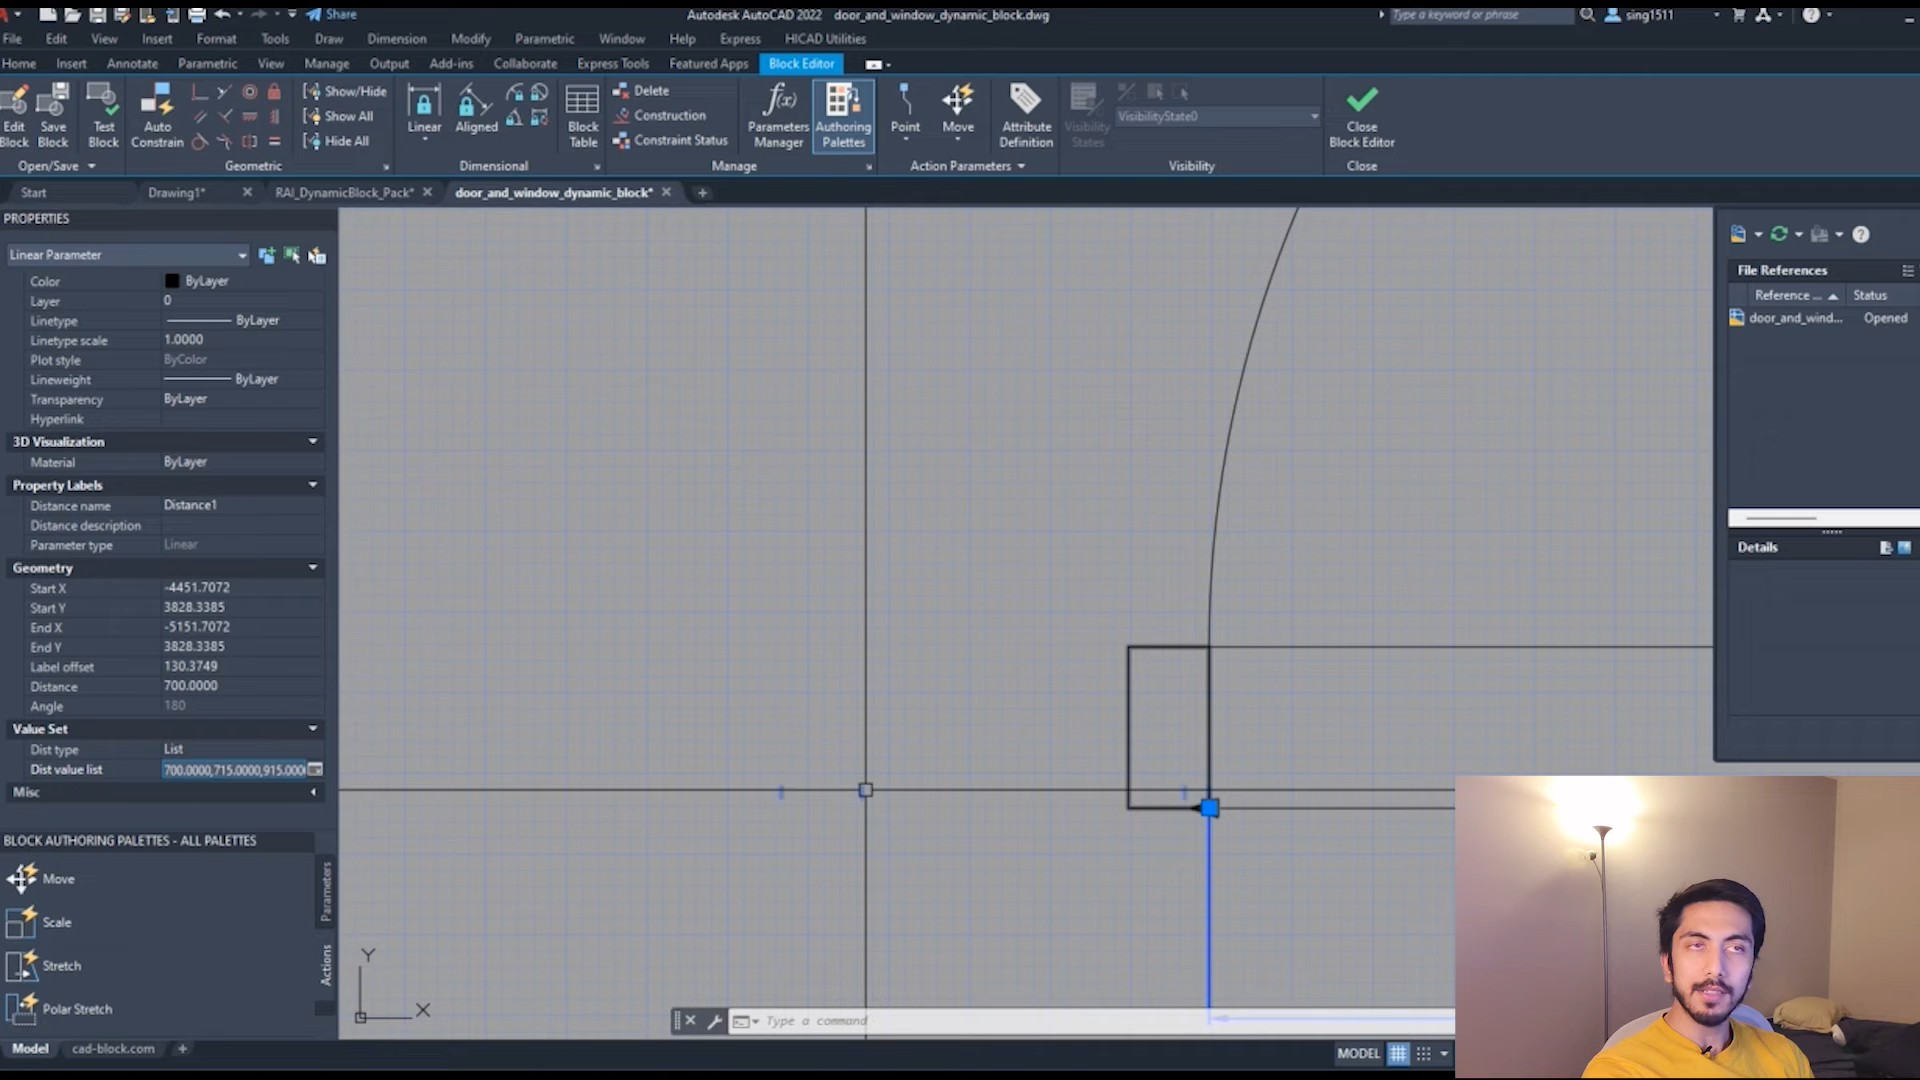 Share
Autodesk AutoCAD 2022 door_and_window_dynamic_block.dwg
Type a keyword or phrase
sing1511
File Edit View Insert Format Tools Draw Dimension Modify Parametric Window Help Express HICAD Utilities
Home Insert Annotate Parametric View Manage Output Add-ins Collaborate Express Tools Featured Apps Block Editor
Edit Block
Save Block
Test Block
Open/Save
Auto Constrain
Show/Hide
Show All
Hide All
Geometric
Linear
Aligned
Dimensional
Block Table
Delete
Construction
Constraint Status
Manage
f(x)
Parameters Manager
Authoring Palettes
Point
Move
Action Parameters
Attribute Definition
Visibility States
VisibilityState0
Visibility
Close Block Editor
Close
Start Drawing1* RAI_DynamicBlock_Pack* door_and_window_dynamic_block*
PROPERTIES
Linear Parameter
Color ByLayer
Layer 0
Linetype ByLayer
Linetype scale 1.0000
Plot style ByColor
Lineweight ByLayer
Transparency ByLayer
Hyperlink
3D Visualization
Material ByLayer
Property Labels
Distance name Distance1
Distance description
Parameter type Linear
Geometry
Start X -4451.7072
Start Y 3828.3385
End X -5151.7072
End Y 3828.3385
Label offset 130.3749
Distance 700.0000
Angle 180
Value Set
Dist type List
Dist value list 700.0000,715.0000,915.000
Misc
BLOCK AUTHORING PALETTES - ALL PALETTES
Move
Scale
Stretch
Polar Stretch
Parameters
Actions
Y
X
Type a command
Model cad-block.com
MODEL
File References
Reference ... Status
door_and_wind... Opened
Details